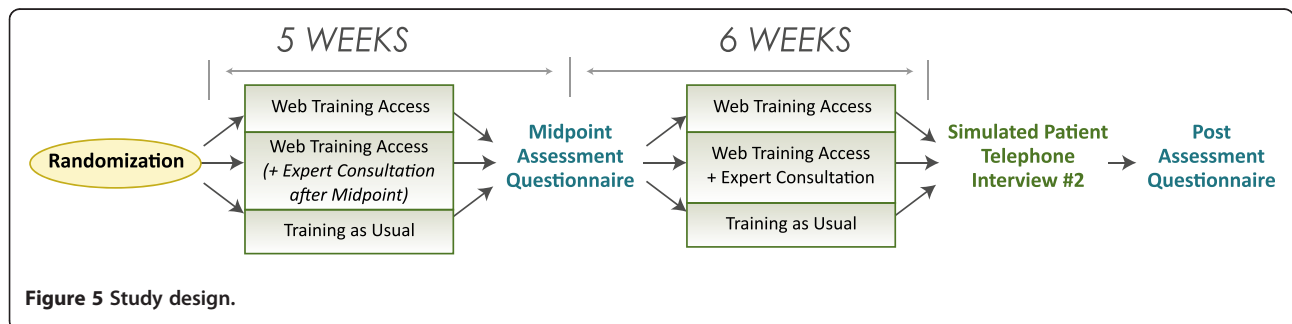 5 WEEKS
6 WEEKS
Randomization
Web Training Access
Web Training Access
(+ Expert Consultation
after Midpoint)
Training as Usual
Midpoint
Assessment
Questionnaire
Web Training Access
Web Training Access
+ Expert Consultation
Training as Usual
Simulated Patient
Telephone
Interview #2
Post
Assessment
Questionnaire
Figure 5 Study design.